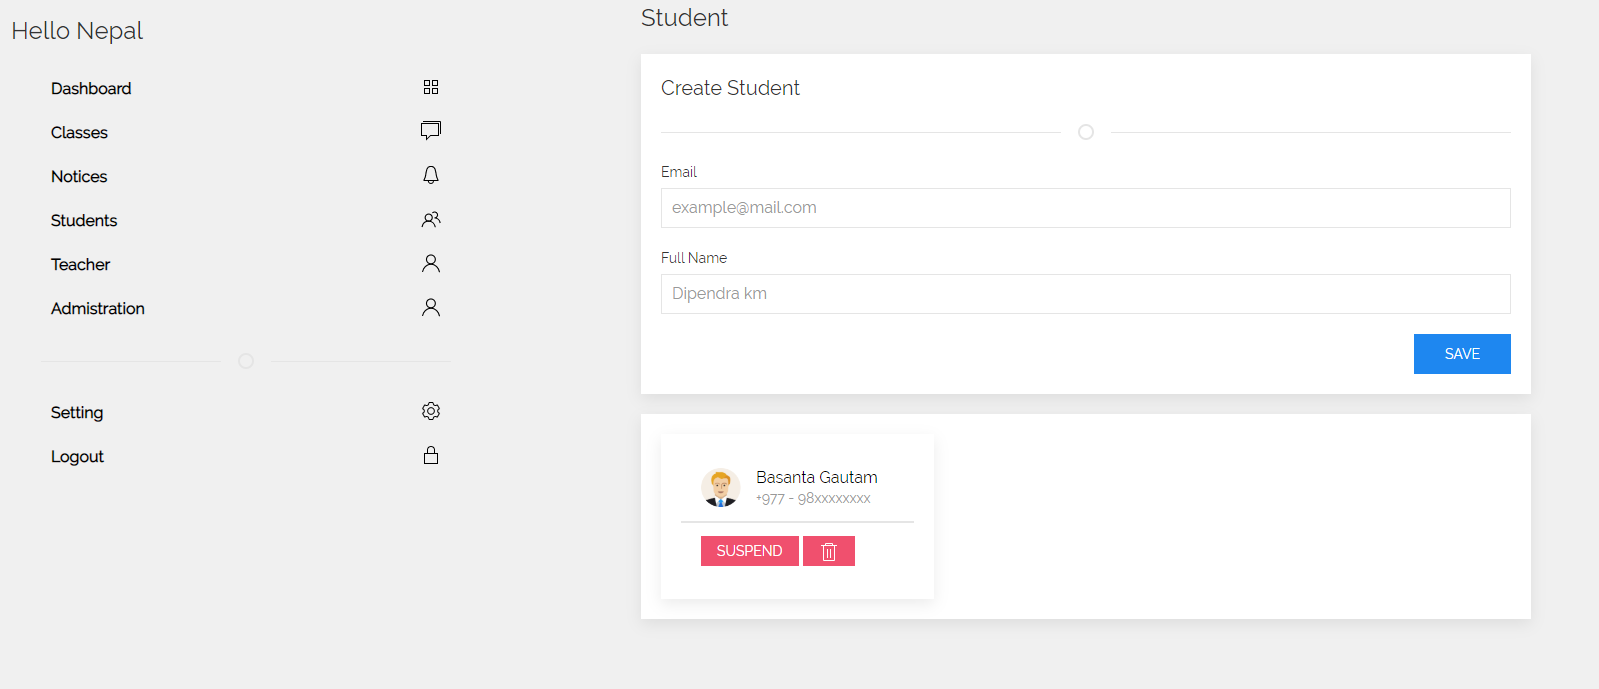 Hello Nepal
Dashboard
Classes
Notices
Students
Teacher
Admistration
Setting
Logout
Student
Create Student
Email
example@mail.com
Full Name
Dipendra km
SAVE
Basanta Gautam
+977 - 98xxxxxxxx
SUSPEND